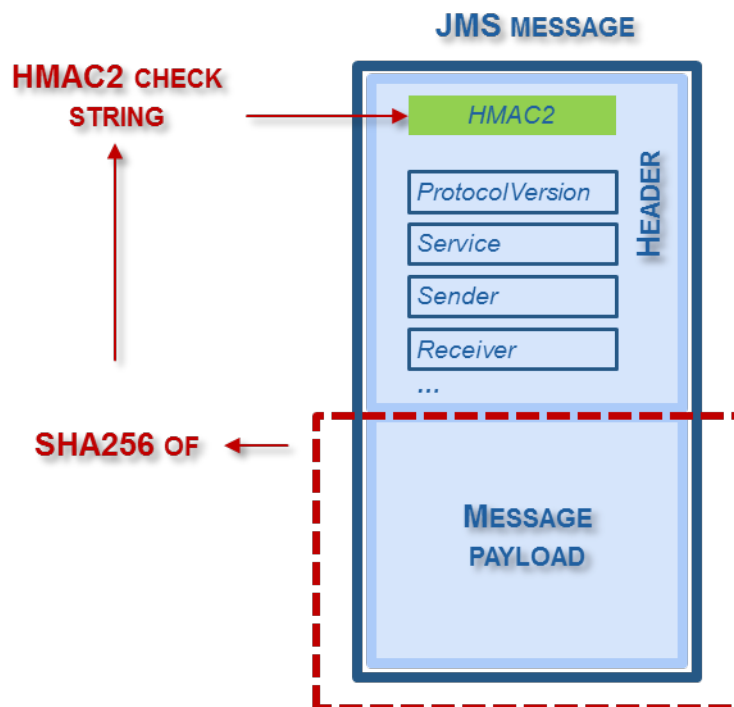 JMS MESSAGE
HMAC2 CHECK
STRING
HMAC2
HEADER
ProtocolVersion
Service
Sender
Receiver
...
SHA256 OF
MESSAGE
PAYLOAD